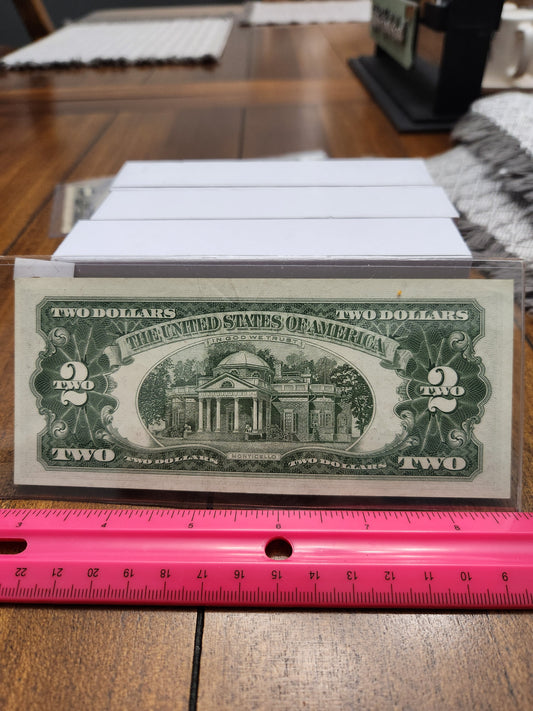 TWO DOLLARS TWO DOLLARS
THE UNITED STATES OF AMERICA
IN GOD WE TRUST
2 TWO 2 TWO
TWO TWO
TWO DOLLARS MONTICELLO TWO DOLLARS
3 4 5 6 7 8
22 21 20 19 18 17 16 15 14 13 12 11 10 9